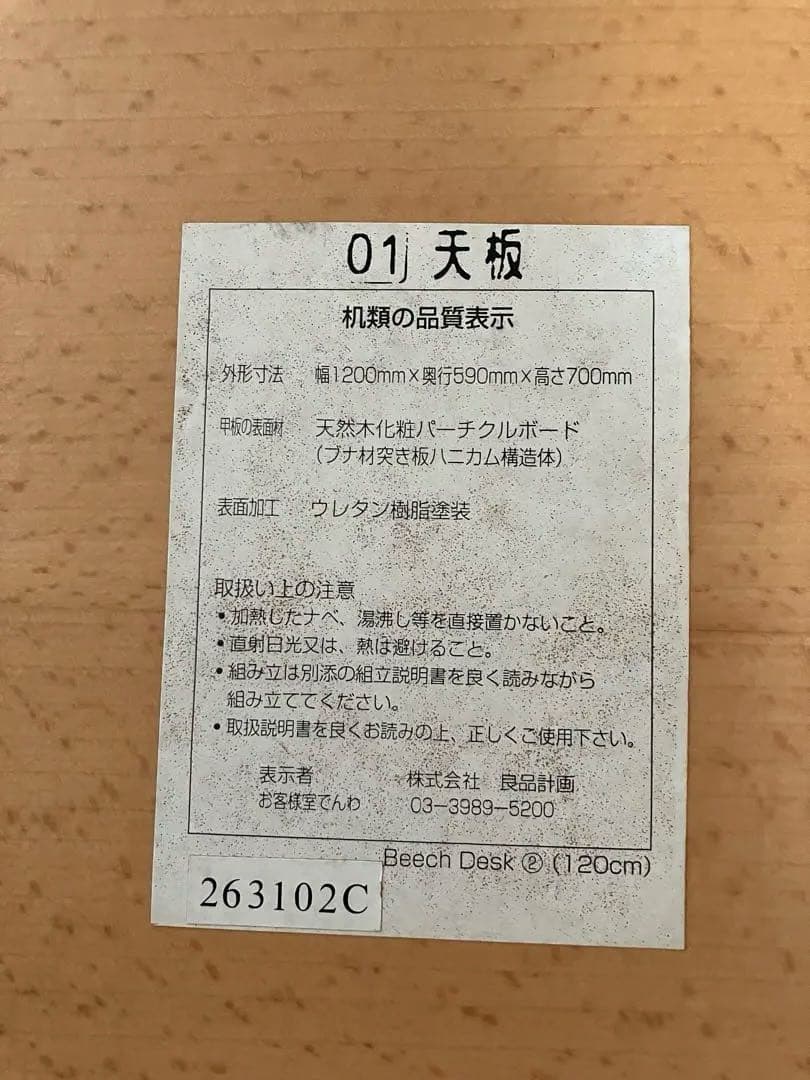 01 天板
机類の品質表示
外形寸法 幅1200mm×奥行590mm×高さ700mm
甲板の表面材 天然木化粧パーチクルボード
(ブナ材突き板ハニカム構造体)
表面加工 ウレタン樹脂塗装
取扱い上の注意
•加熱したナベ、湯沸し等を直接置かないこと。
•直射日光又は、熱は避けること。
•組み立は別添の組立説明書を良く読みながら
組み立ててください。
•取扱説明書を良くお読みの上、正しくご使用下さい。
表示者 株式会社 良品計画
お客様室でんわ 03-3989-5200
Beech Desk ② (120cm)
263102C